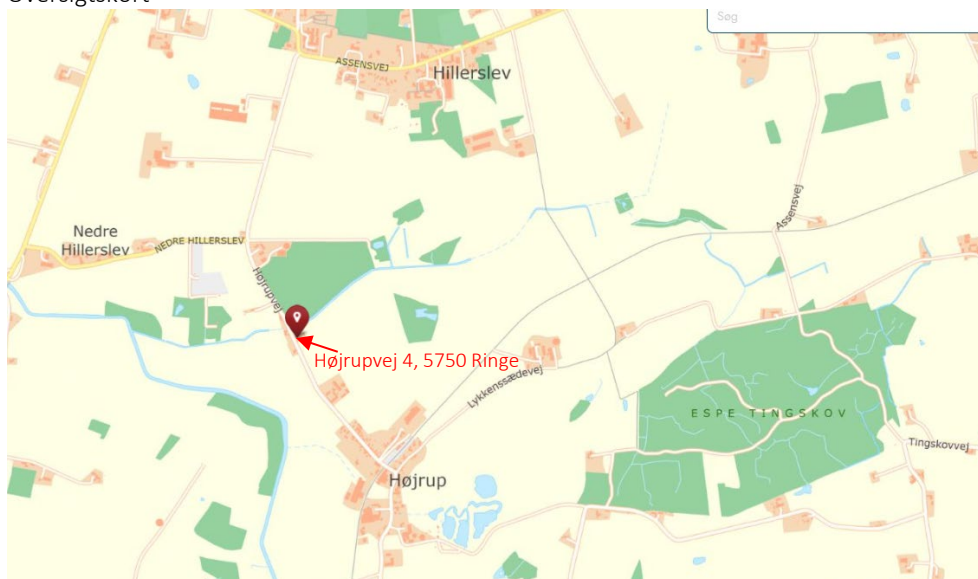 Oversigtskort
Søg
ASSENSVEJ
Hillerslev
Assensvej
Nedre
Hillerslev
NEDRE HILLERSLEV
Højrupvej
Højrupvej 4, 5750 Ringe
Lykkenssædevej
ESPE TINGSKOV
Tingskovvej
Højrup